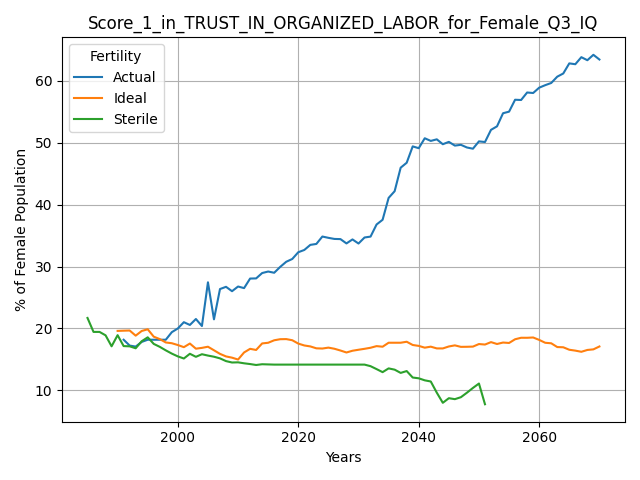 Score_1_in_TRUST_IN_ORGANIZED_LABOR_for_Female_Q3_IQ
Fertility
Actual
Ideal
Sterile
% of Female Population
60
50
40
30
20
10
2000 2020 2040 2060
Years